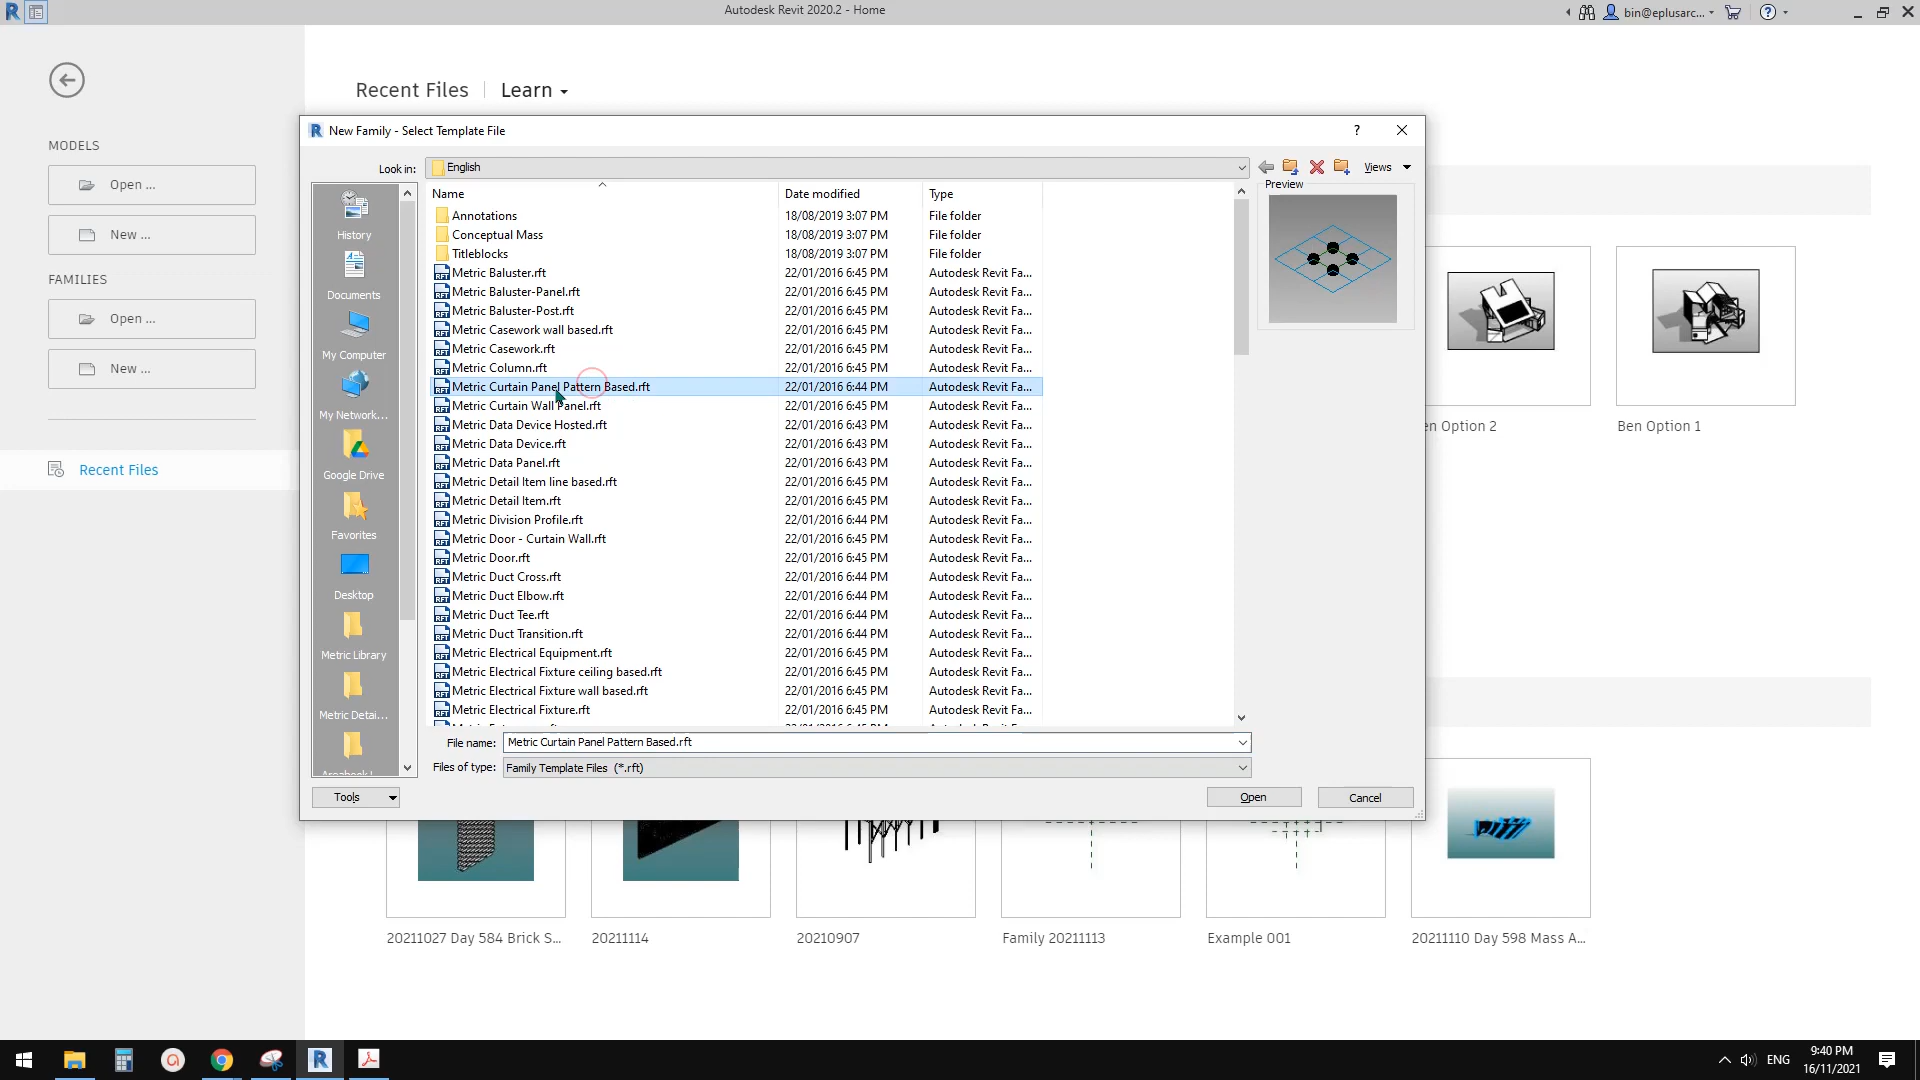 Autodesk Revit 2020.2 - Home
bin@eplusarc...
Recent Files
Learn
MODELS
Open ...
New ...
FAMILIES
Open ...
New ...
Recent Files
New Family - Select Template File
Look in:
English
Views
Preview
Name
Date modified
Type
Annotations 18/08/2019 3:07 PM File folder
Conceptual Mass 18/08/2019 3:07 PM File folder
Titleblocks 18/08/2019 3:07 PM File folder
Metric Baluster.rft 22/01/2016 6:45 PM Autodesk Revit Fa...
Metric Baluster-Panel.rft 22/01/2016 6:45 PM Autodesk Revit Fa...
Metric Baluster-Post.rft 22/01/2016 6:45 PM Autodesk Revit Fa...
Metric Casework wall based.rft 22/01/2016 6:45 PM Autodesk Revit Fa...
Metric Casework.rft 22/01/2016 6:45 PM Autodesk Revit Fa...
Metric Column.rft 22/01/2016 6:45 PM Autodesk Revit Fa...
Metric Curtain Panel Pattern Based.rft 22/01/2016 6:44 PM Autodesk Revit Fa...
Metric Curtain Wall Panel.rft 22/01/2016 6:45 PM Autodesk Revit Fa...
Metric Data Device Hosted.rft 22/01/2016 6:43 PM Autodesk Revit Fa...
Metric Data Device.rft 22/01/2016 6:43 PM Autodesk Revit Fa...
Metric Data Panel.rft 22/01/2016 6:43 PM Autodesk Revit Fa...
Metric Detail Item line based.rft 22/01/2016 6:45 PM Autodesk Revit Fa...
Metric Detail Item.rft 22/01/2016 6:45 PM Autodesk Revit Fa...
Metric Division Profile.rft 22/01/2016 6:44 PM Autodesk Revit Fa...
Metric Door - Curtain Wall.rft 22/01/2016 6:45 PM Autodesk Revit Fa...
Metric Door.rft 22/01/2016 6:45 PM Autodesk Revit Fa...
Metric Duct Cross.rft 22/01/2016 6:44 PM Autodesk Revit Fa...
Metric Duct Elbow.rft 22/01/2016 6:44 PM Autodesk Revit Fa...
Metric Duct Tee.rft 22/01/2016 6:44 PM Autodesk Revit Fa...
Metric Duct Transition.rft 22/01/2016 6:44 PM Autodesk Revit Fa...
Metric Electrical Equipment.rft 22/01/2016 6:45 PM Autodesk Revit Fa...
Metric Electrical Fixture ceiling based.rft 22/01/2016 6:45 PM Autodesk Revit Fa...
Metric Electrical Fixture wall based.rft 22/01/2016 6:45 PM Autodesk Revit Fa...
Metric Electrical Fixture.rft 22/01/2016 6:45 PM Autodesk Revit Fa...
History
Documents
My Computer
My Network...
Google Drive
Favorites
Desktop
Metric Library
Metric Detai...
File name: Metric Curtain Panel Pattern Based.rft
Files of type: Family Template Files (*.rft)
Tools
Open
Cancel
en Option 2
Ben Option 1
20211027 Day 584 Brick S...
20211114
20210907
Family 20211113
Example 001
20211110 Day 598 Mass A...
ENG
9:40 PM
16/11/2021